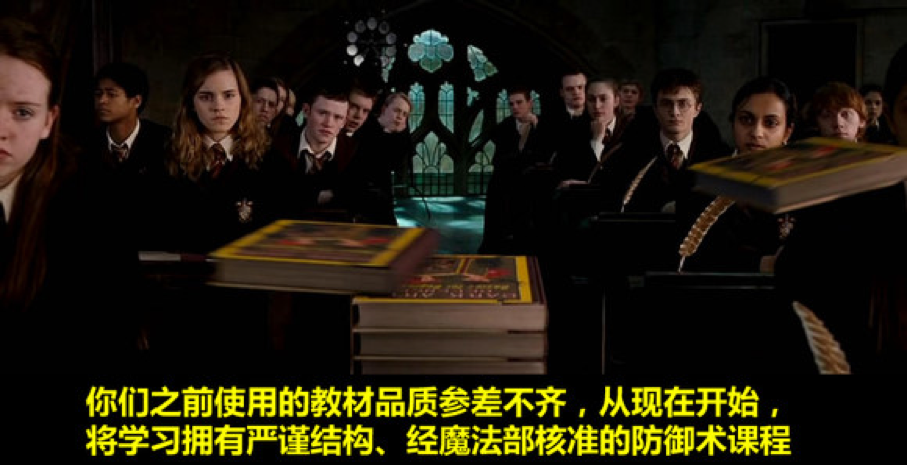 你们之前使用的教材品质参差不齐，从现在开始，
将学习拥有严谨结构、经魔法部核准的防御术课程